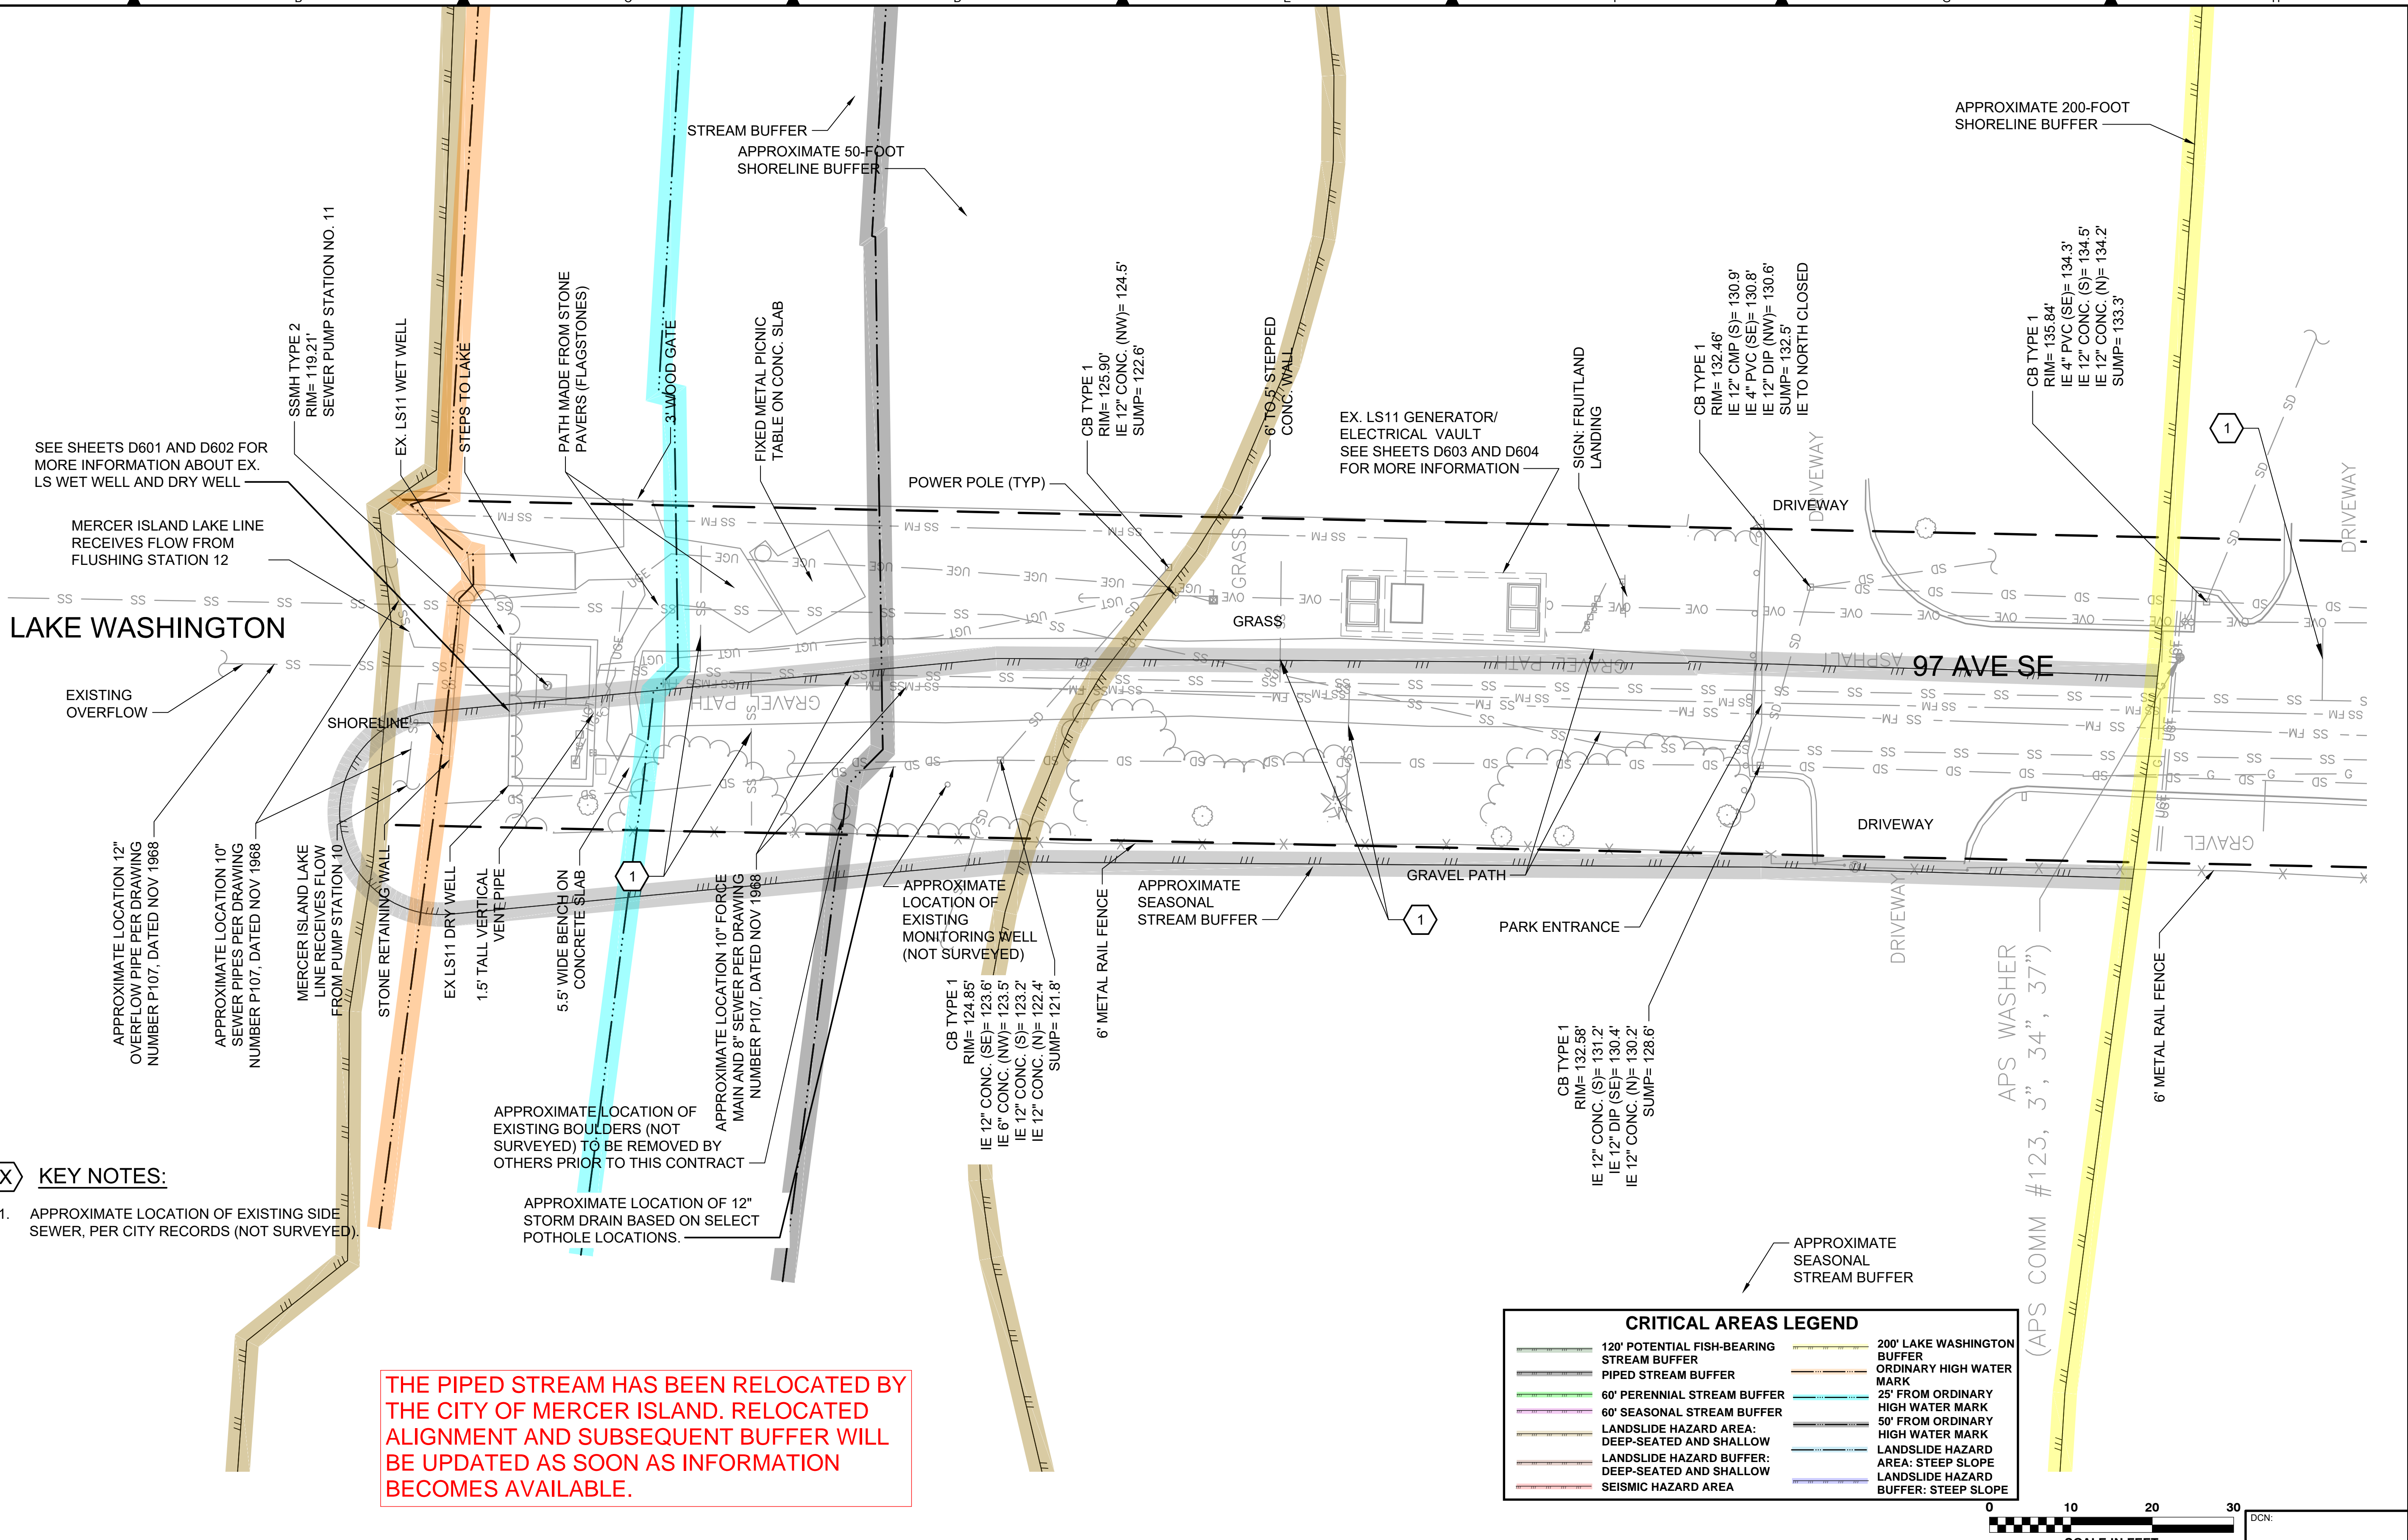 STREAM BUFFER
APPROXIMATE 50-FOOT
SHORELINE BUFFER
APPROXIMATE 200-FOOT
SHORELINE BUFFER
SSMH TYPE 2
RIM= 119.21'
SEWER PUMP STATION NO. 11
EX. LS11 WET WELL
STEPS TO LAKE
PATH MADE FROM STONE
PAVERS (FLAGSTONES)
3' WOOD GATE
FIXED METAL PICNIC
TABLE ON CONC. SLAB
CB TYPE 1
RIM= 125.90'
IE 12" CONC. (NW)= 124.5'
SUMP= 122.6'
6' TO 5' STEPPED
CONC. WALL
EX. LS11 GENERATOR/
ELECTRICAL VAULT
SEE SHEETS D603 AND D604
FOR MORE INFORMATION
SIGN: FRUITLAND
LANDING
CB TYPE 1
RIM= 132.46'
IE 12" CMP (S)= 130.9'
IE 4" PVC (SE)= 130.8'
IE 12" DIP (NW)= 130.6'
SUMP= 132.5'
IE TO NORTH CLOSED
CB TYPE 1
RIM= 135.84'
IE 4" PVC (SE)= 134.3'
IE 12" CONC. (S)= 134.5'
IE 12" CONC. (N)= 134.2'
SUMP= 133.3'
1
SEE SHEETS D601 AND D602 FOR
MORE INFORMATION ABOUT EX.
LS WET WELL AND DRY WELL
MERCER ISLAND LAKE LINE
RECEIVES FLOW FROM
FLUSHING STATION 12
POWER POLE (TYP)
DRIVEWAY
DRIVEWAY
DRIVEWAY
LAKE WASHINGTON
GRASS
GRASS
97 AVE SE
ASPHALT
GRAVEL PATH
GRAVEL PATH
EXISTING
OVERFLOW
SHORELINE
APPROXIMATE LOCATION 12"
OVERFLOW PIPE PER DRAWING
NUMBER P107, DATED NOV 1968
APPROXIMATE LOCATION 10"
SEWER PIPES PER DRAWING
NUMBER P107, DATED NOV 1968
MERCER ISLAND LAKE
LINE RECEIVES FLOW
FROM PUMP STATION 10
STONE RETAINING WALL
EX LS11 DRY WELL
1.5' TALL VERTICAL
VENT PIPE
5.5' WIDE BENCH ON
CONCRETE SLAB
1
APPROXIMATE LOCATION 10" FORCE
MAIN AND 8" SEWER PER DRAWING
NUMBER P107, DATED NOV 1968
APPROXIMATE
LOCATION OF
EXISTING
MONITORING WELL
(NOT SURVEYED)
CB TYPE 1
RIM= 124.85'
IE 12" CONC. (SE)= 123.6'
IE 6" CONC. (NW)= 123.5'
IE 12" CONC. (S)= 123.2'
IE 12" CONC. (N)= 122.4'
SUMP= 121.8'
6' METAL RAIL FENCE
APPROXIMATE
SEASONAL
STREAM BUFFER
GRAVEL PATH
1
PARK ENTRANCE
CB TYPE 1
RIM= 132.58'
IE 12" CONC. (S)= 131.2'
IE 12" DIP (SE)= 130.4'
IE 12" CONC. (N)= 130.2'
SUMP= 128.6'
DRIVEWAY
DRIVEWAY
GRAVEL
APS WASHER
(APS COMM #123, 3", 34", 37")
6' METAL RAIL FENCE
APPROXIMATE LOCATION OF
EXISTING BOULDERS (NOT
SURVEYED) TO BE REMOVED BY
OTHERS PRIOR TO THIS CONTRACT
APPROXIMATE LOCATION OF 12"
STORM DRAIN BASED ON SELECT
POTHOLE LOCATIONS.
X KEY NOTES:
1. APPROXIMATE LOCATION OF EXISTING SIDE
SEWER, PER CITY RECORDS (NOT SURVEYED).
APPROXIMATE
SEASONAL
STREAM BUFFER
THE PIPED STREAM HAS BEEN RELOCATED BY
THE CITY OF MERCER ISLAND. RELOCATED
ALIGNMENT AND SUBSEQUENT BUFFER WILL
BE UPDATED AS SOON AS INFORMATION
BECOMES AVAILABLE.
CRITICAL AREAS LEGEND
120' POTENTIAL FISH-BEARING
STREAM BUFFER
PIPED STREAM BUFFER
60' PERENNIAL STREAM BUFFER
60' SEASONAL STREAM BUFFER
LANDSLIDE HAZARD AREA:
DEEP-SEATED AND SHALLOW
LANDSLIDE HAZARD BUFFER:
DEEP-SEATED AND SHALLOW
SEISMIC HAZARD AREA
200' LAKE WASHINGTON
BUFFER
ORDINARY HIGH WATER
MARK
25' FROM ORDINARY
HIGH WATER MARK
50' FROM ORDINARY
HIGH WATER MARK
LANDSLIDE HAZARD
AREA: STEEP SLOPE
LANDSLIDE HAZARD
BUFFER: STEEP SLOPE
0 10 20 30
SCALE IN FEET
DCN: